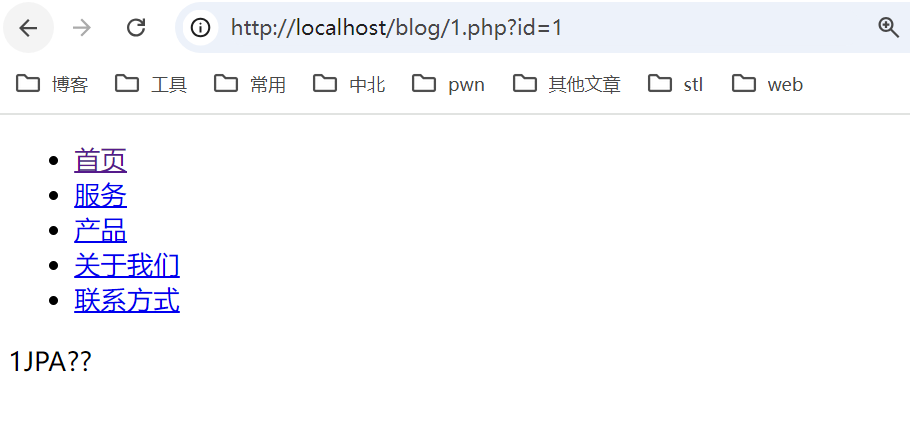 http://localhost/blog/1.php?id=1
博客 工具 常用 中北 pwn 其他文章 stl web
首页
服务
产品
关于我们
联系方式
1JPA??